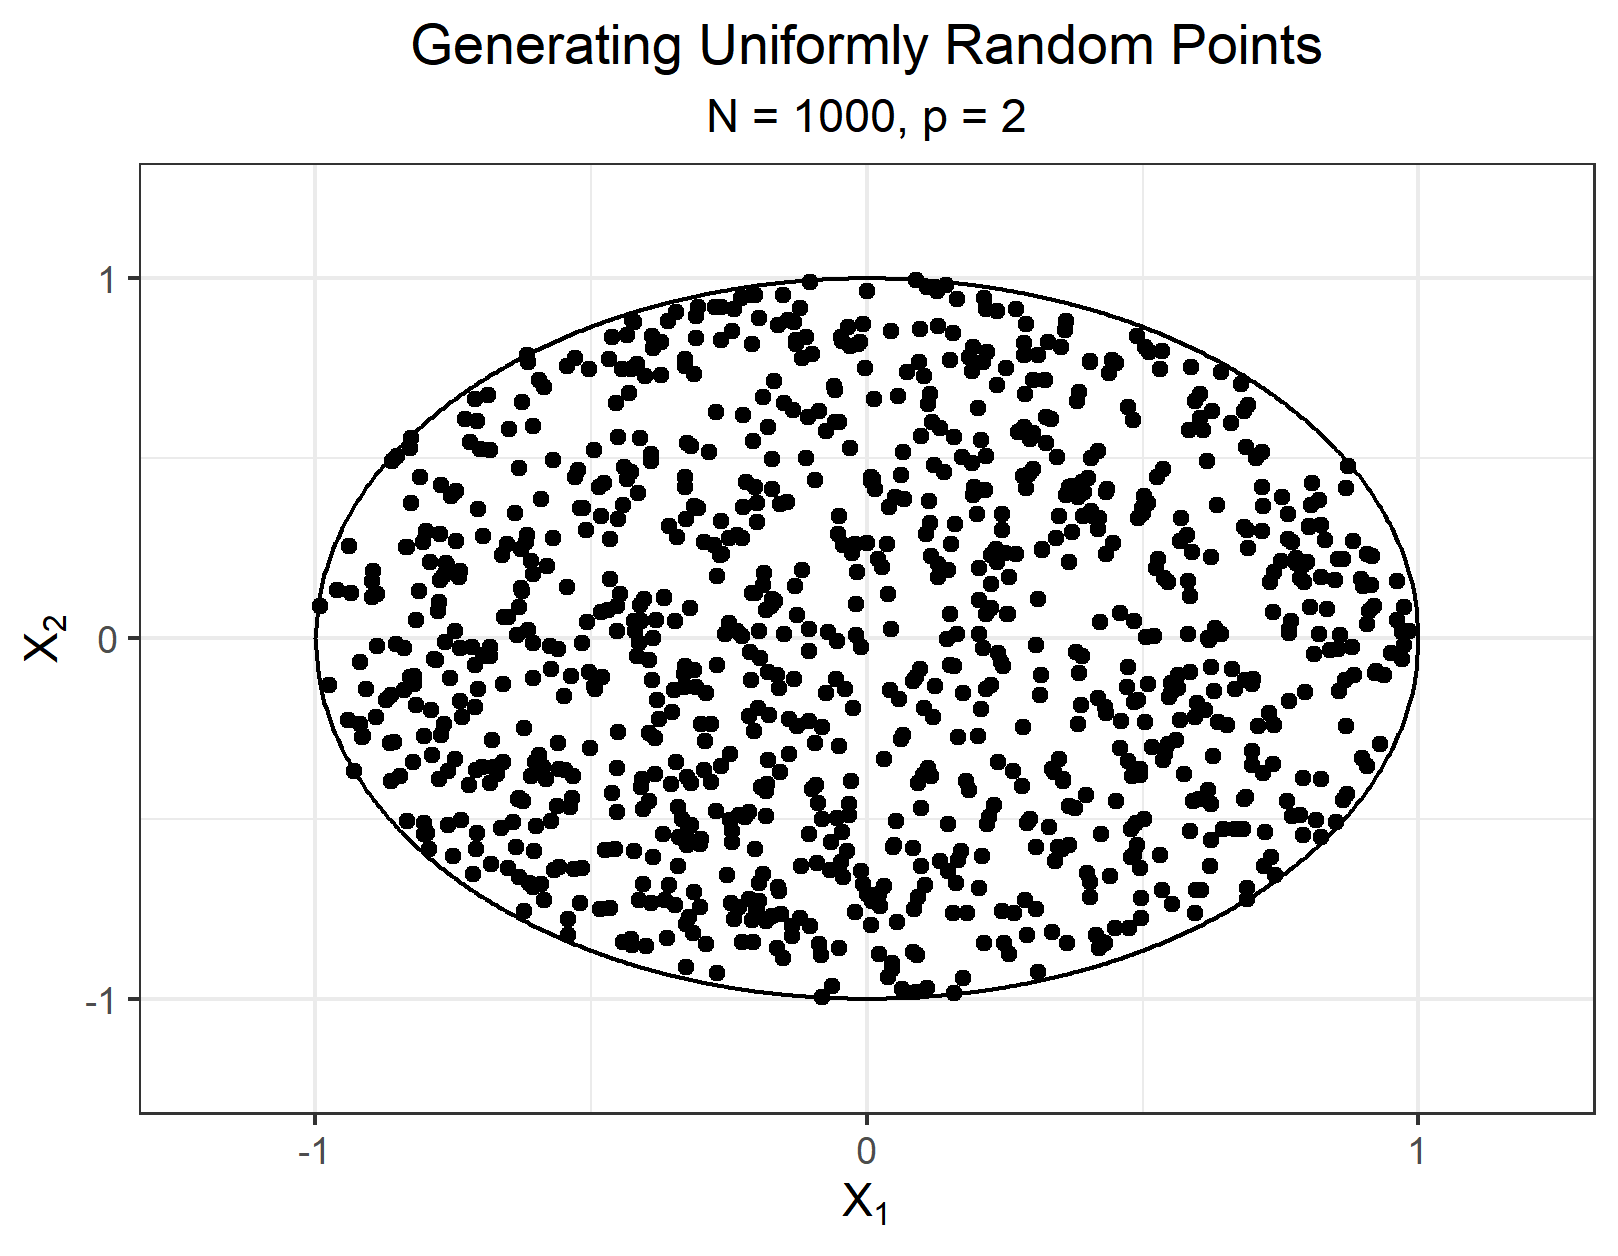 Generating Uniformly Random Points
N = 1000, p = 2
X₂
1
0
-1
-1 0 1
X₁